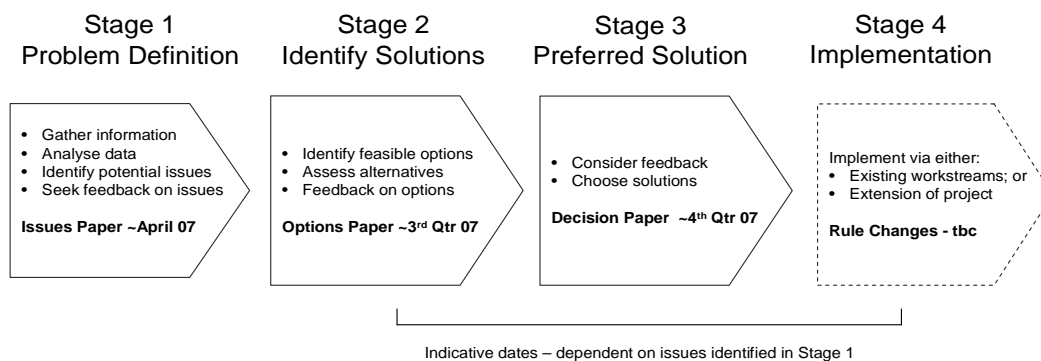 Stage 1
Problem Definition
Stage 2
Identify Solutions
Stage 3
Preferred Solution
Stage 4
Implementation
• Gather information
• Analyse data
• Identify potential issues
• Seek feedback on issues
Issues Paper ~April 07
• Identify feasible options
• Assess alternatives
• Feedback on options
Options Paper ~3rd Qtr 07
• Consider feedback
• Choose solutions
Decision Paper ~4th Qtr 07
Implement via either:
• Existing workstreams; or
• Extension of project
Rule Changes - tbc
Indicative dates – dependent on issues identified in Stage 1